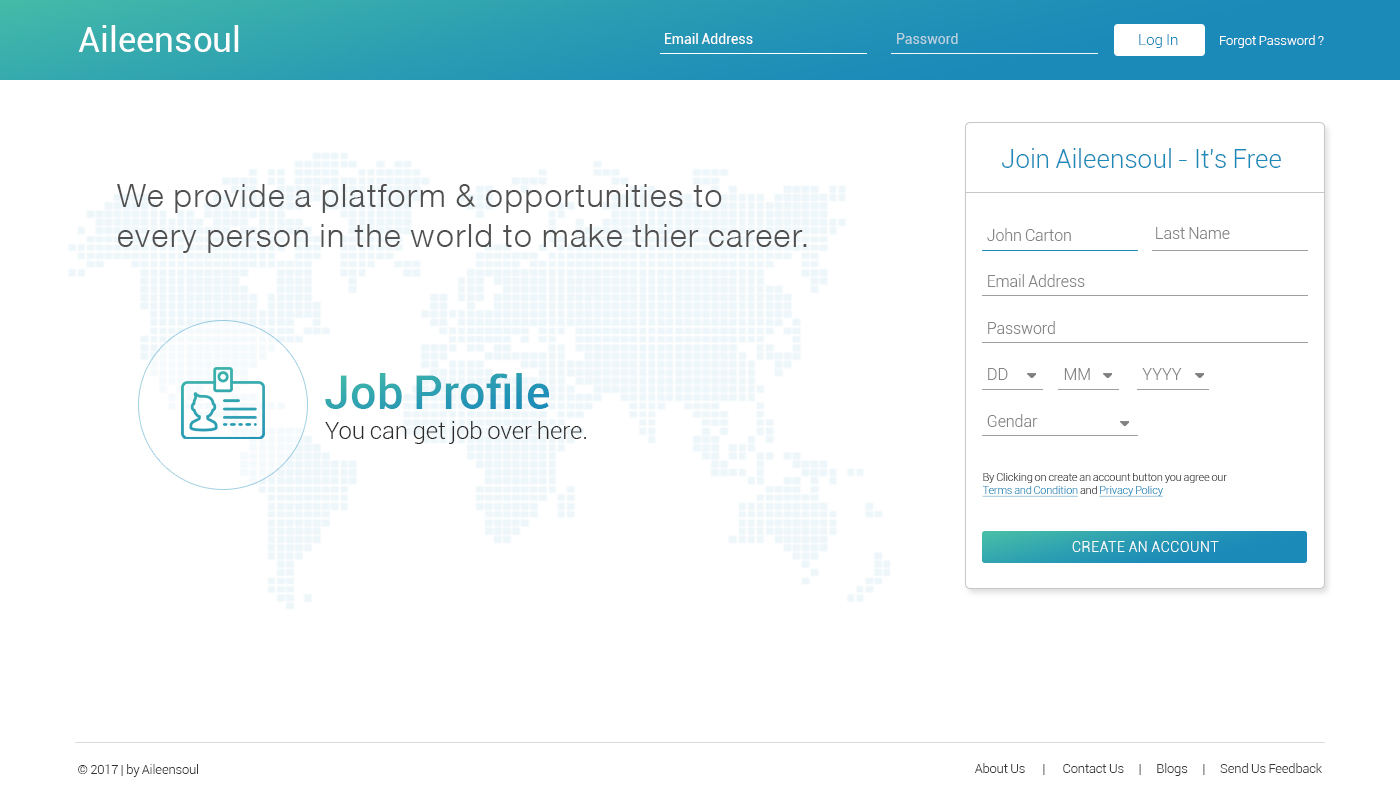 Aileensoul
Email Address
Password
Log In
Forgot Password ?
We provide a platform & opportunities to
every person in the world to make thier career.
Job Profile
You can get job over here.
Join Aileensoul - It's Free
John Carton
Last Name
Email Address
Password
DD
MM
YYYY
Gendar
By Clicking on create an account button you agree our
Terms and Condition and Privacy Policy
CREATE AN ACCOUNT
© 2017 | by Aileensoul
About Us | Contact Us | Blogs | Send Us Feedback